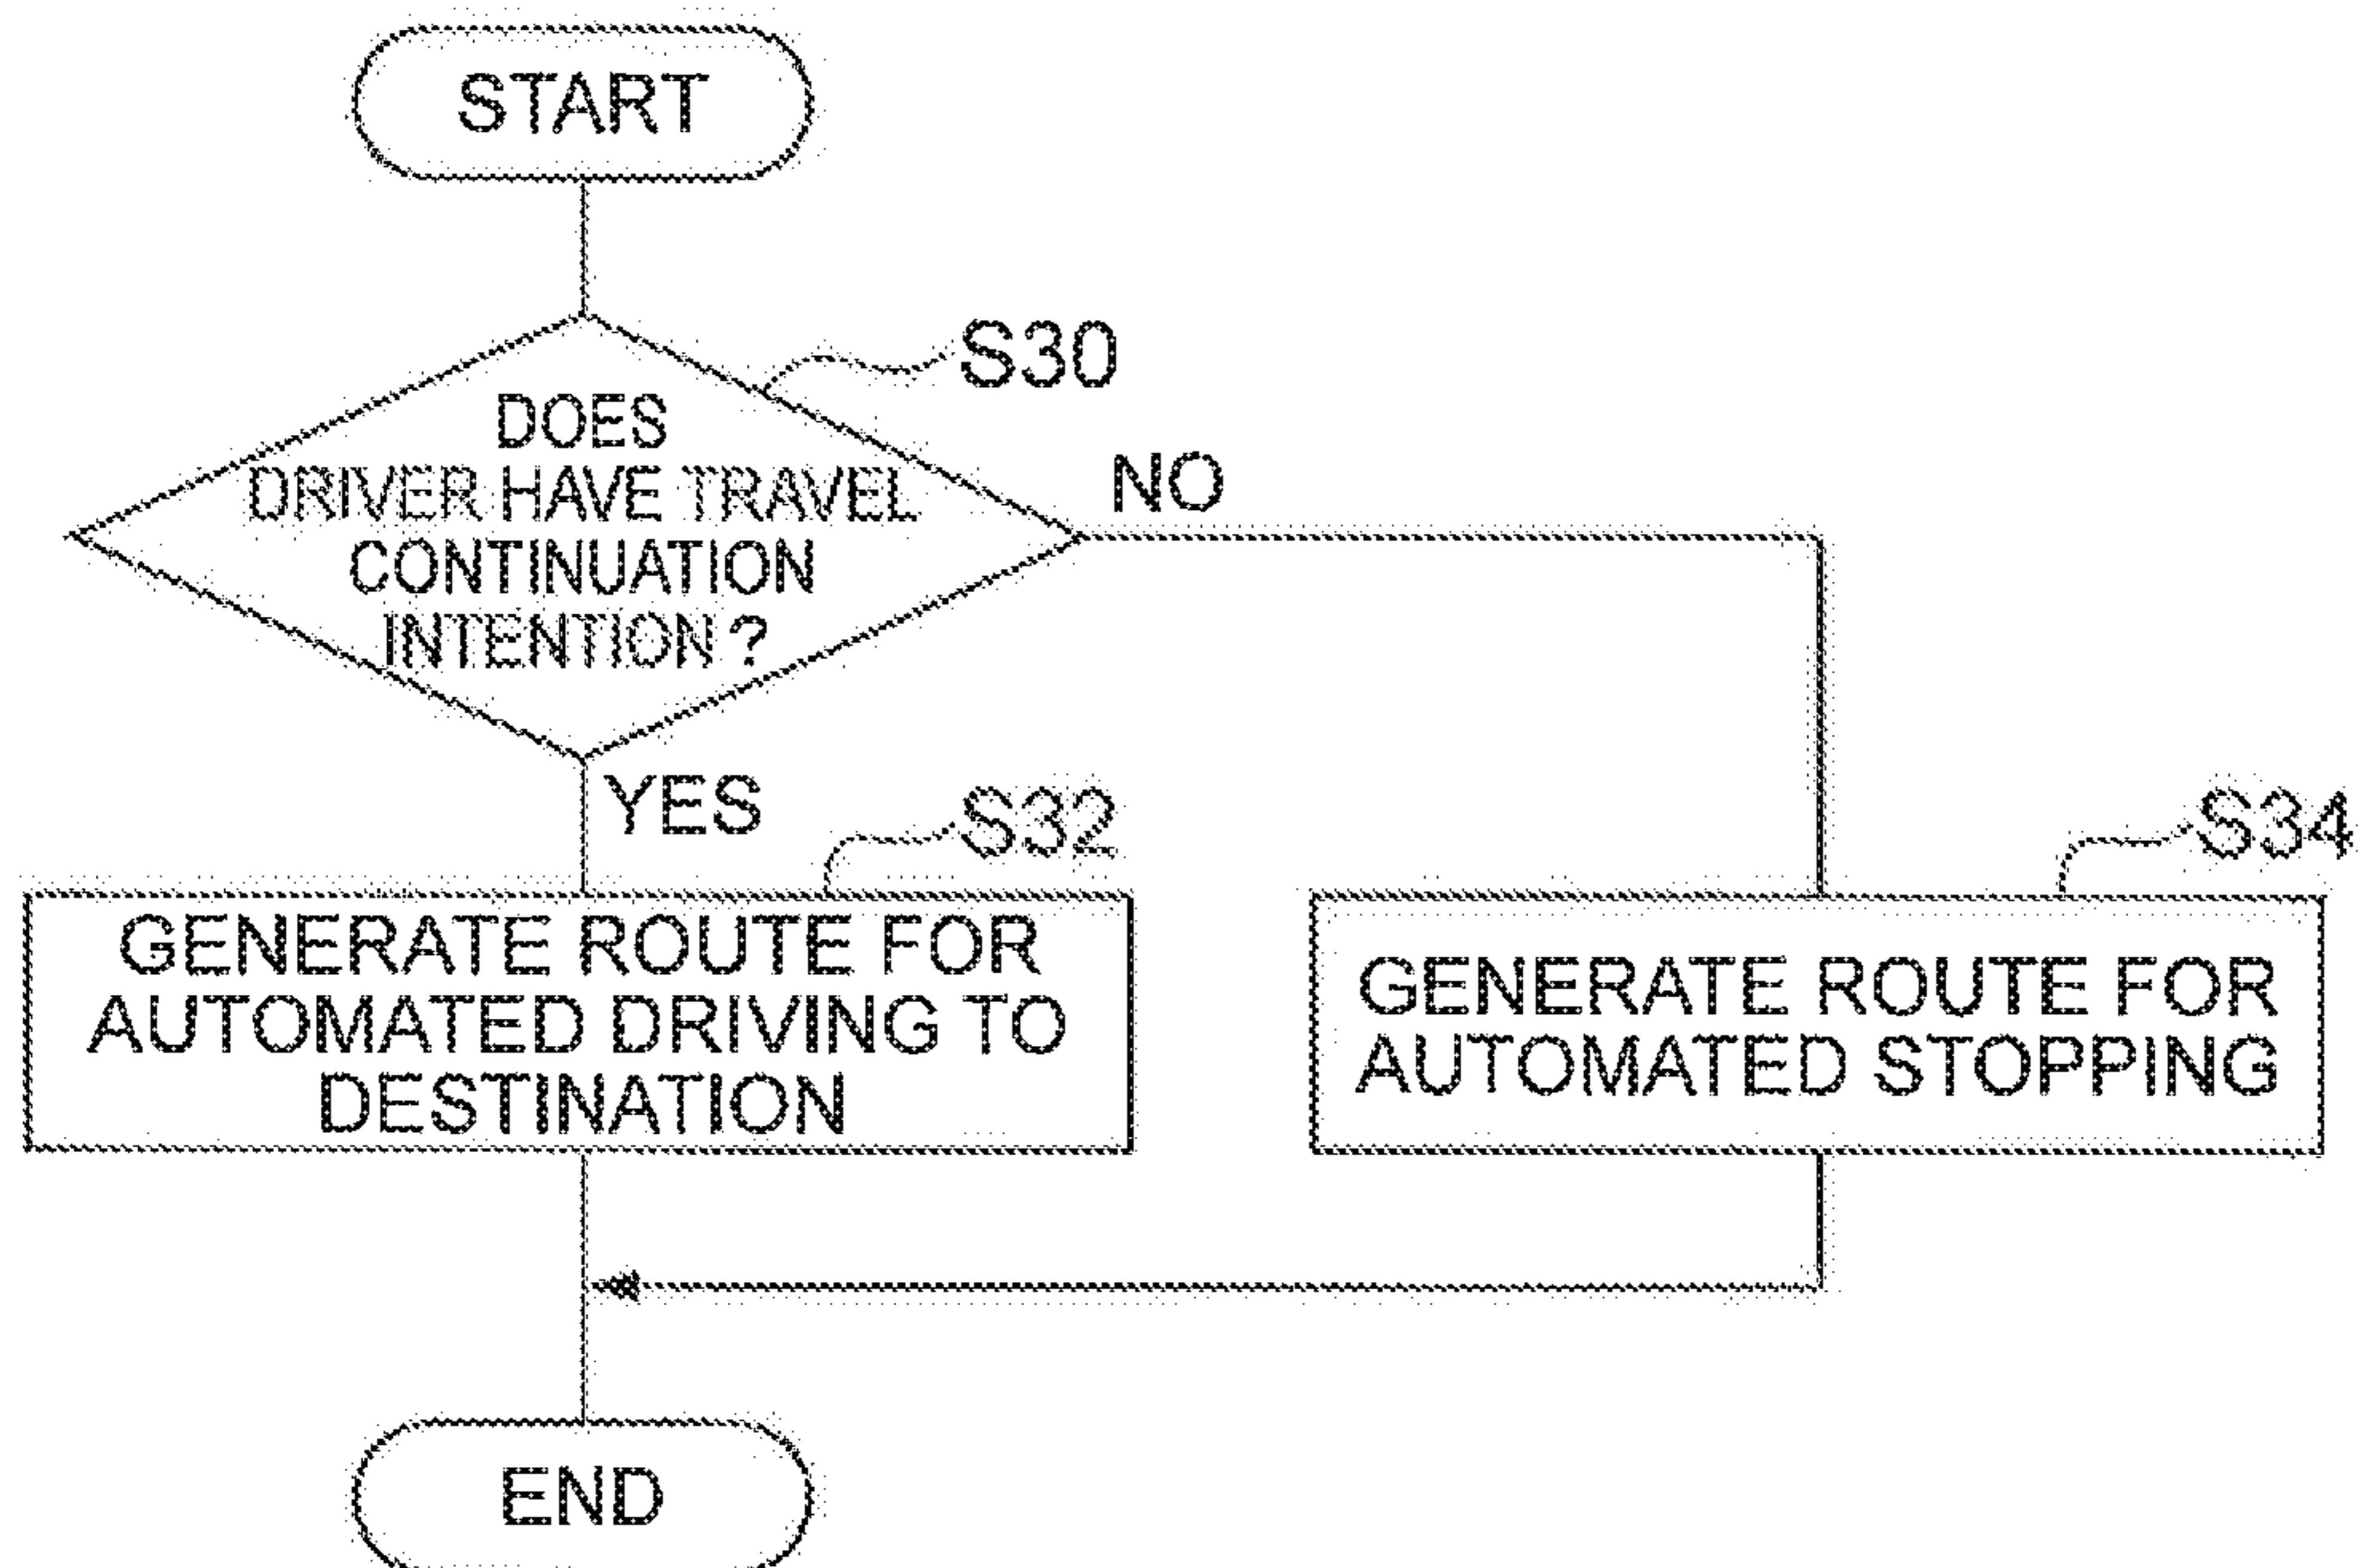 START
S30
DOES
DRIVER HAVE TRAVEL
CONTINUATION
INTENTION ?
NO
YES
S32
S34
GENERATE ROUTE FOR
AUTOMATED DRIVING TO
DESTINATION
GENERATE ROUTE FOR
AUTOMATED STOPPING
END